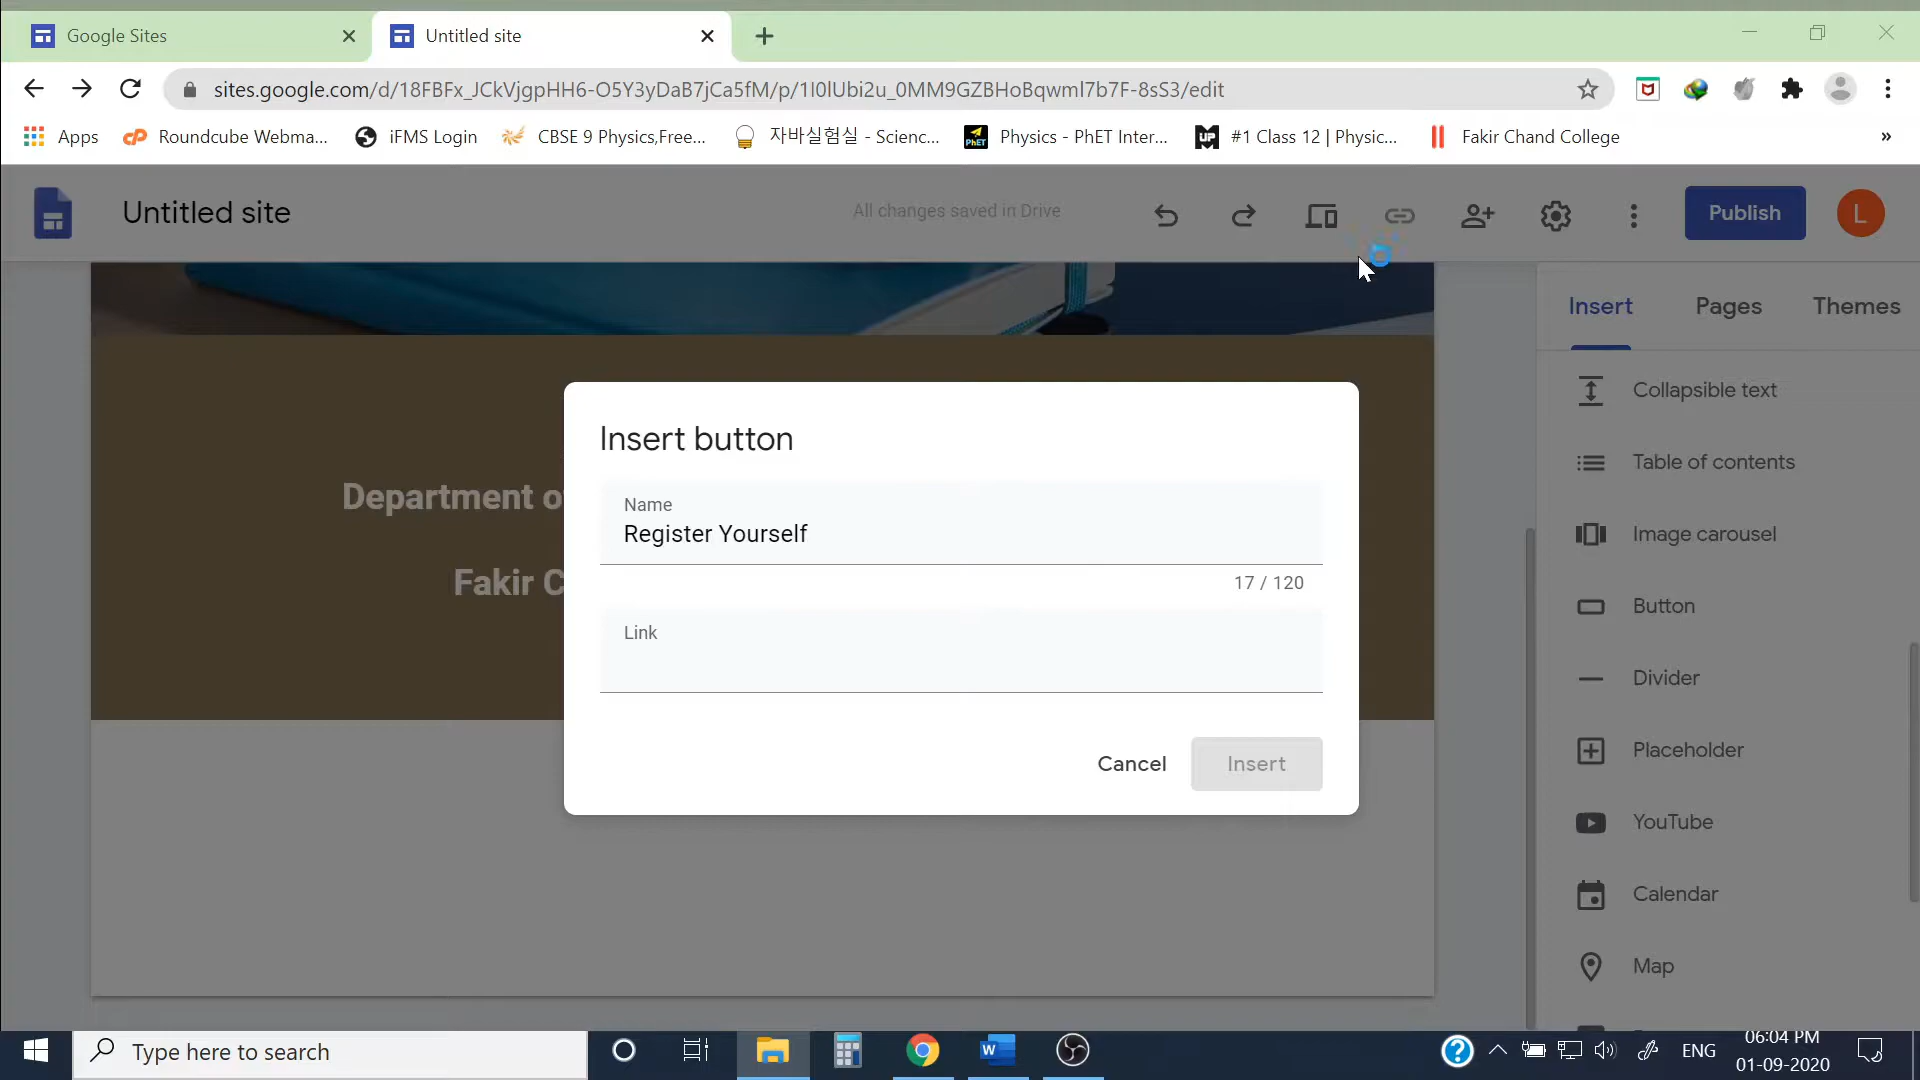 Google Sites
Untitled site
sites.google.com/d/18FBFx_JCkVjgpHH6-O5Y3yDaB7jCa5fM/p/1I0lUbi2u_0MM9GZBHoBqwml7b7F-8sS3/edit
Apps
Roundcube Webma...
iFMS Login
CBSE 9 Physics,Free...
자바실험실 - Scienc...
PhET
Physics - PhET Inter...
UP
#1 Class 12 | Physic...
Fakir Chand College
»
Untitled site
All changes saved in Drive
Publish
L
Insert
Pages
Themes
Collapsible text
Table of contents
Image carousel
Button
Divider
Placeholder
YouTube
Calendar
Map
Department o
Fakir C
Insert button
Name
Register Yourself
17 / 120
Link
Cancel
Insert
Type here to search
W
ENG
06:04 PM
01-09-2020